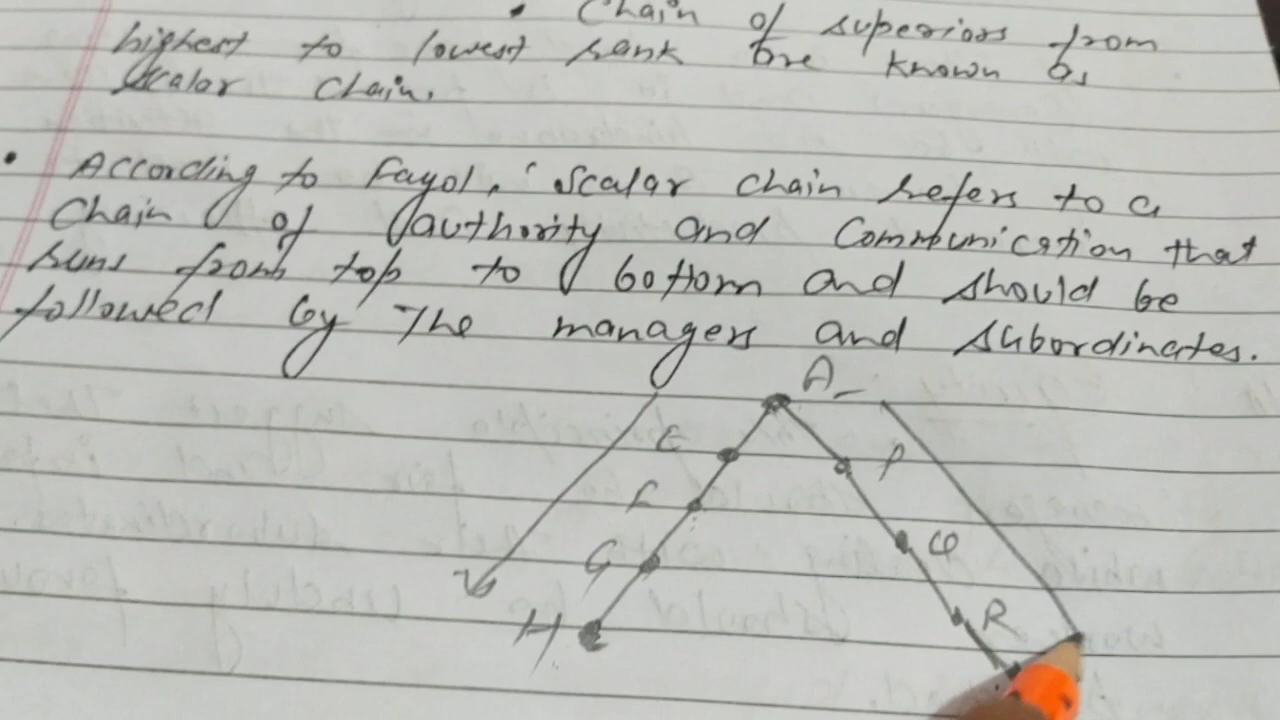 • Chain of superiors from
highest to lowest rank are known as
Scalar Chain.
• According to Fayol, ‘Scalar chain refers to a
Chain of authority and Communication that
runs from top to bottom and should be
followed by The managers and subordinates.
A
E
P
F
Q
G
R
H